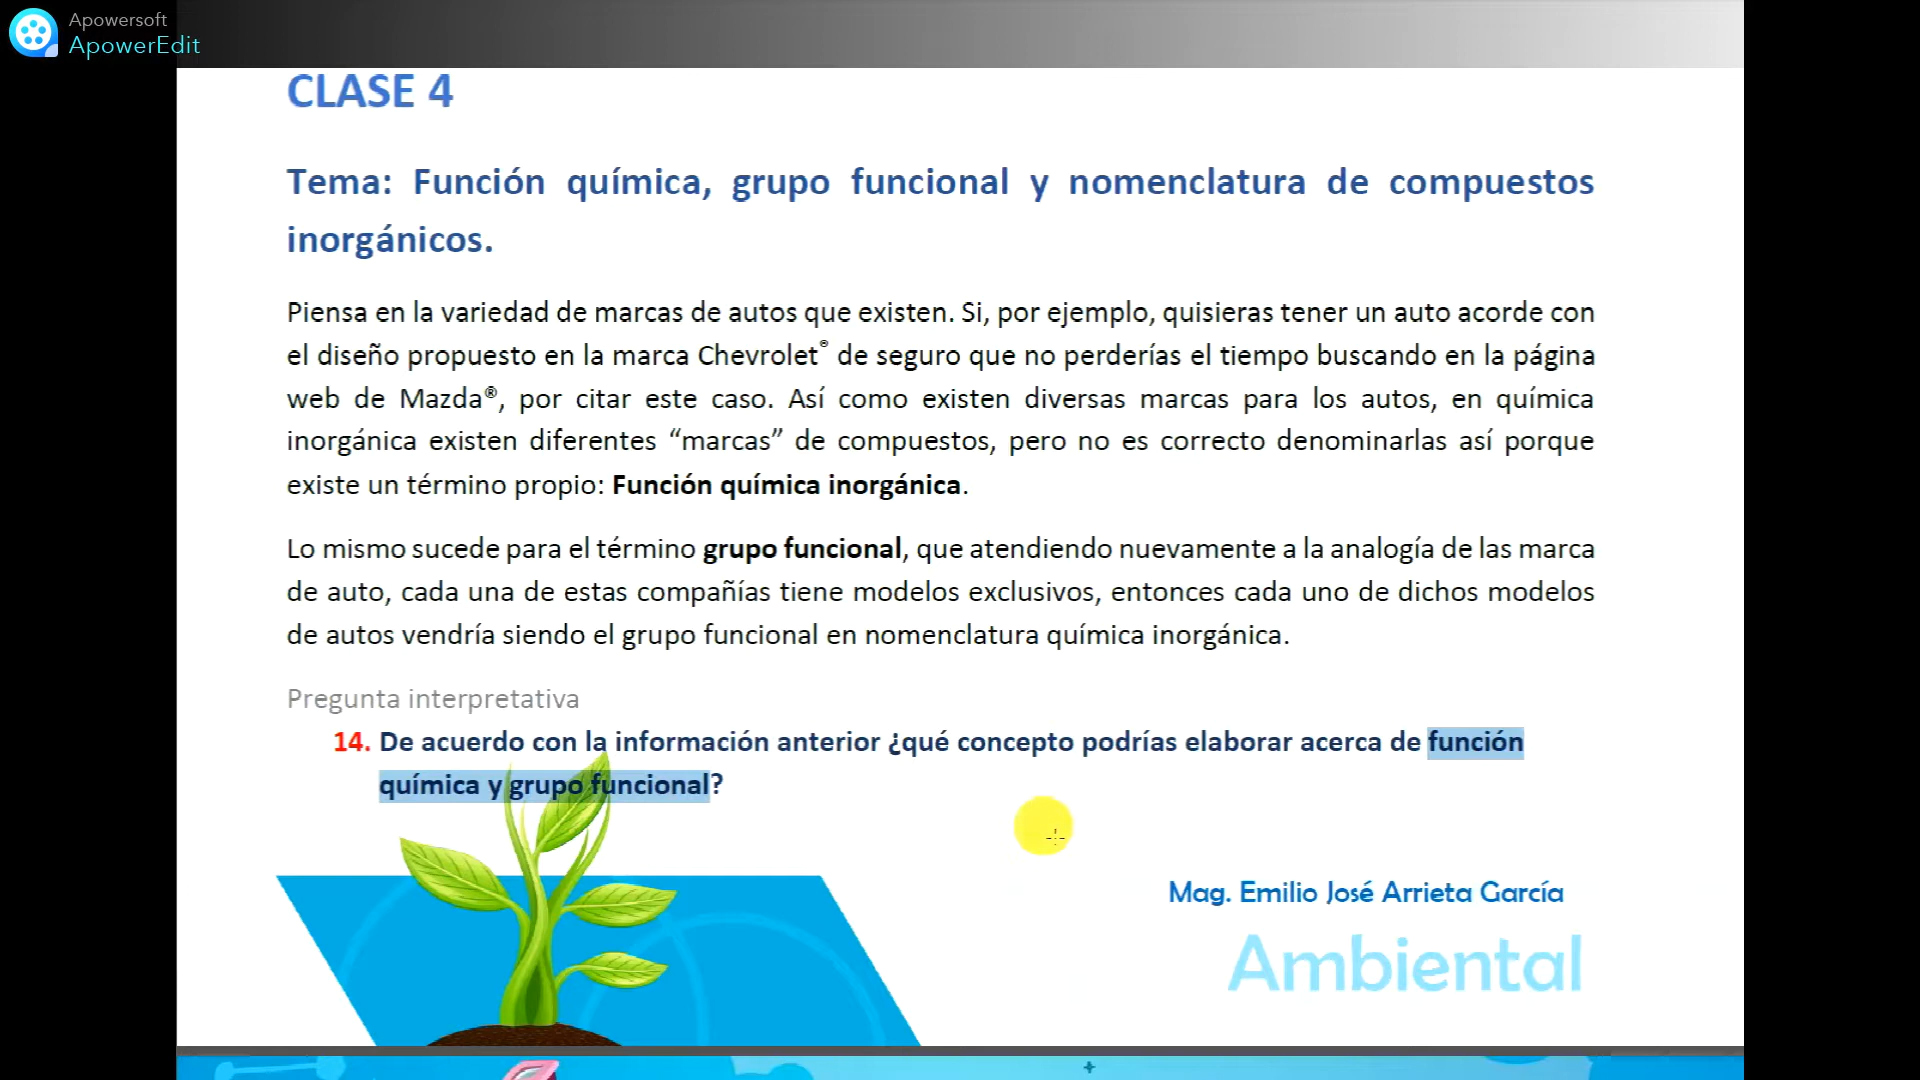 Apowersoft
ApowerEdit
CLASE 4
Tema: Función química, grupo funcional y nomenclatura de compuestos
inorgánicos.
Piensa en la variedad de marcas de autos que existen. Si, por ejemplo, quisieras tener un auto acorde con
el diseño propuesto en la marca Chevrolet® de seguro que no perderías el tiempo buscando en la página
web de Mazda®, por citar este caso. Así como existen diversas marcas para los autos, en química
inorgánica existen diferentes “marcas” de compuestos, pero no es correcto denominarlas así porque
existe un término propio: Función química inorgánica.
Lo mismo sucede para el término grupo funcional, que atendiendo nuevamente a la analogía de las marca
de auto, cada una de estas compañías tiene modelos exclusivos, entonces cada uno de dichos modelos
de autos vendría siendo el grupo funcional en nomenclatura química inorgánica.
Pregunta interpretativa
14. De acuerdo con la información anterior ¿qué concepto podrías elaborar acerca de función
química y grupo funcional?
Mag. Emilio José Arrieta García
Ambiental